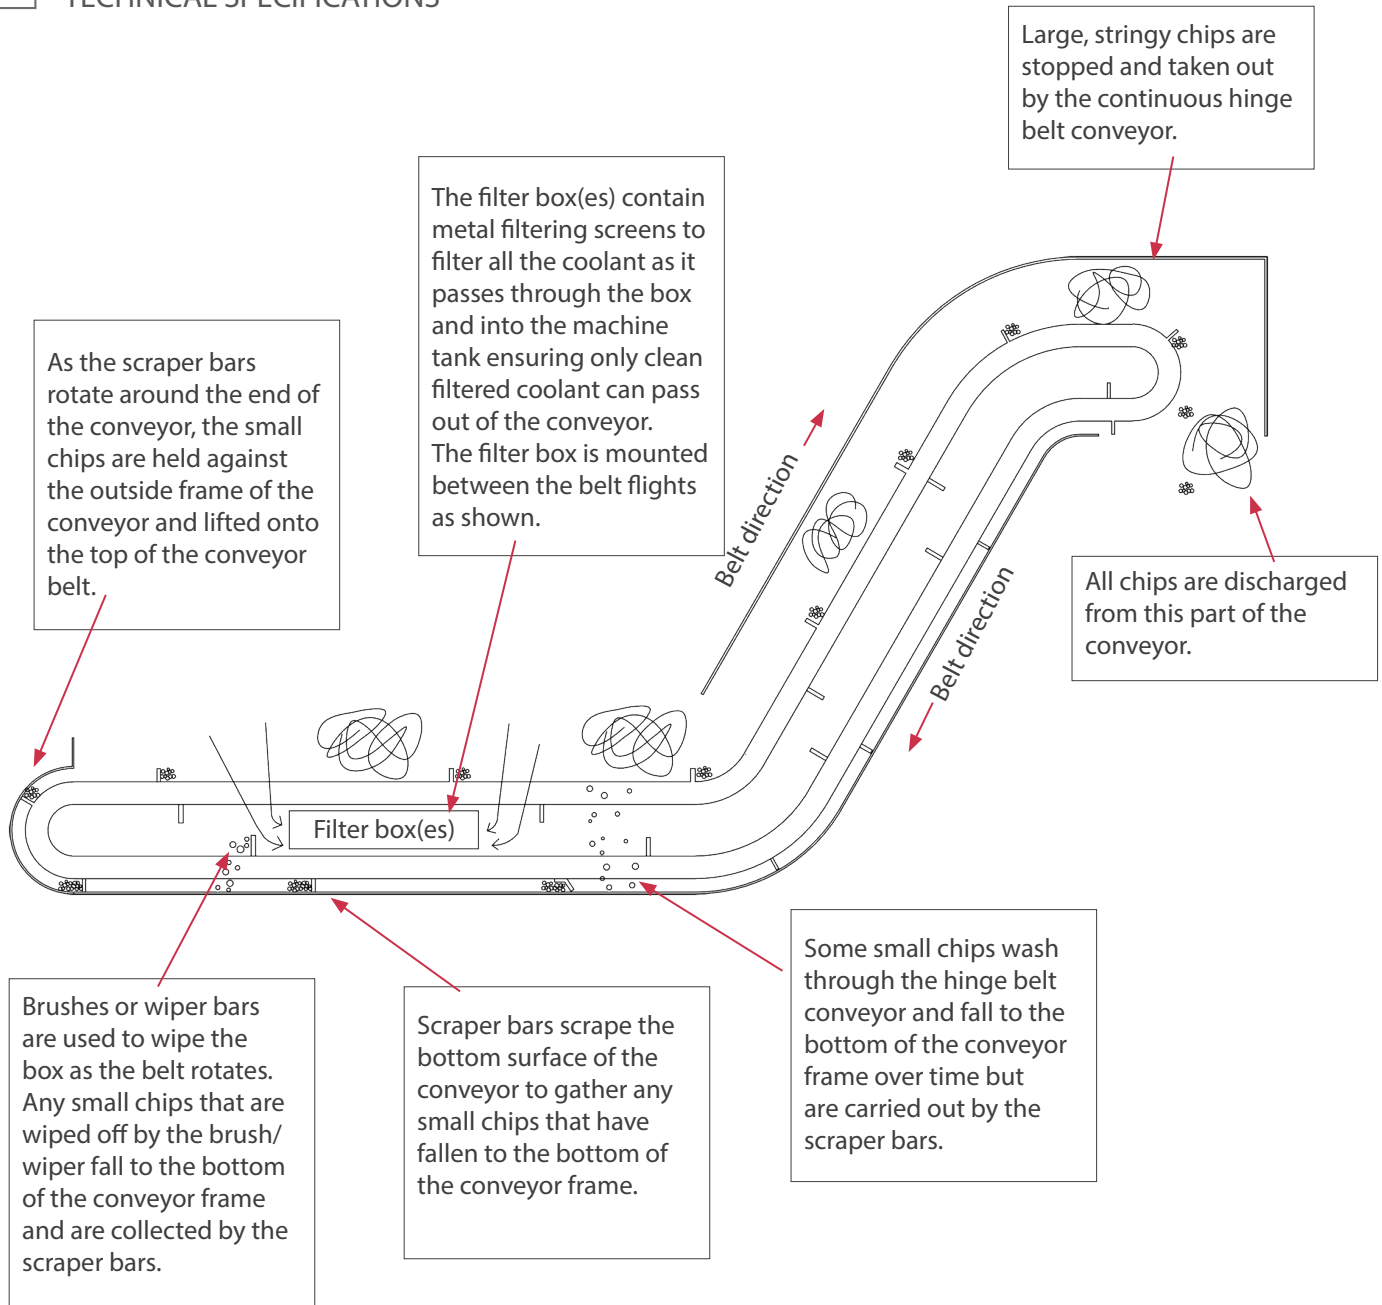 TECHNICAL SPECIFICATIONS
Large, stringy chips are
stopped and taken out
by the continuous hinge
belt conveyor.
The filter box(es) contain
metal filtering screens to
filter all the coolant as it
passes through the box
and into the machine
tank ensuring only clean
filtered coolant can pass
out of the conveyor.
The filter box is mounted
between the belt flights
as shown.
As the scraper bars
rotate around the end of
the conveyor, the small
chips are held against
the outside frame of the
conveyor and lifted onto
the top of the conveyor
belt.
Belt direction
Belt direction
All chips are discharged
from this part of the
conveyor.
Filter box(es)
Brushes or wiper bars
are used to wipe the
box as the belt rotates.
Any small chips that are
wiped off by the brush/
wiper fall to the bottom
of the conveyor frame
and are collected by the
scraper bars.
Scraper bars scrape the
bottom surface of the
conveyor to gather any
small chips that have
fallen to the bottom of
the conveyor frame.
Some small chips wash
through the hinge belt
conveyor and fall to the
bottom of the conveyor
frame over time but
are carried out by the
scraper bars.